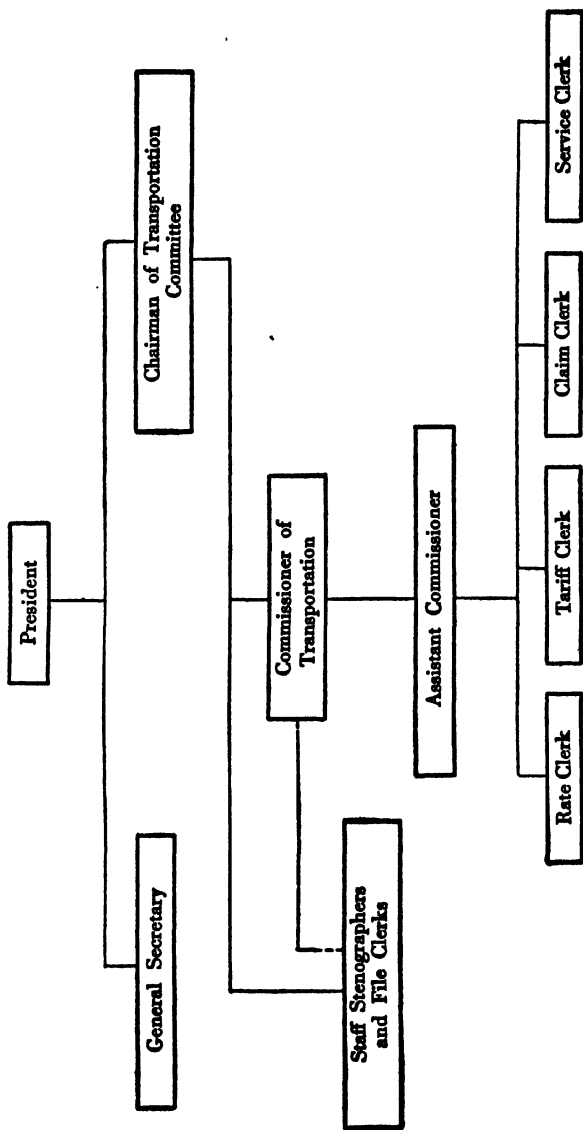 President
General Secretary
Chairman of Transportation
Committee
Commissioner of
Transportation
Staff Stenographers
and File Clerks
Assistant Commissioner
Rate Clerk
Tariff Clerk
Claim Clerk
Service Clerk